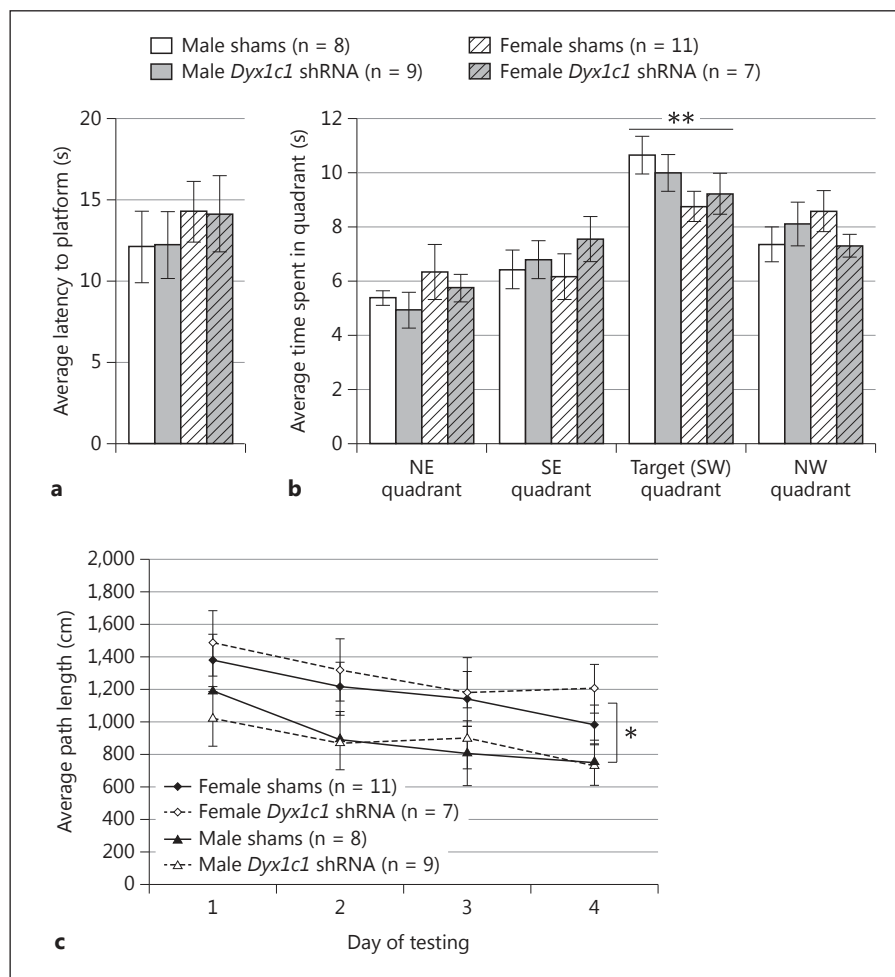 Male shams (n = 8)
Female shams (n = 11)
Male Dyx1c1 shRNA (n = 9)
Female Dyx1c1 shRNA (n = 7)
Average latency to platform (s)
20
15
10
5
0
a
Average time spent in quadrant (s)
12
10
8
6
4
2
0
**
NE
quadrant
SE
quadrant
Target (SW)
quadrant
NW
quadrant
b
Average path length (cm)
2,000
1,800
1,600
1,400
1,200
1,000
800
600
400
200
0
*
Female shams (n = 11)
Female Dyx1c1 shRNA (n = 7)
Male shams (n = 8)
Male Dyx1c1 shRNA (n = 9)
1 2 3 4
Day of testing
c